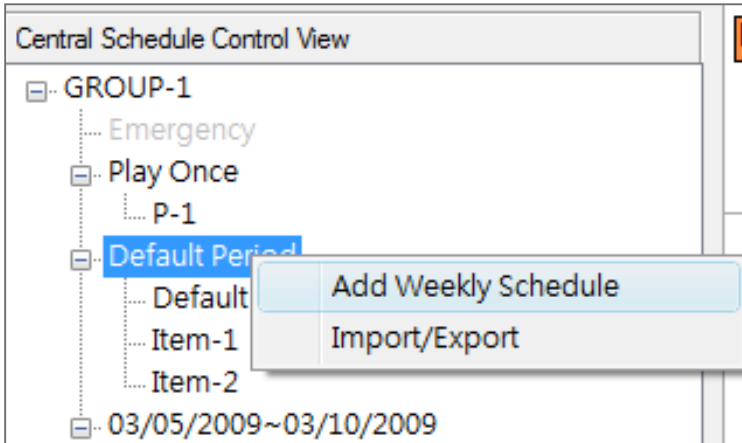 Central Schedule Control View
GROUP-1
Emergency
Play Once
P-1
Default Period
Add Weekly Schedule
Default
Import/Export
Item-1
Item-2
03/05/2009~03/10/2009